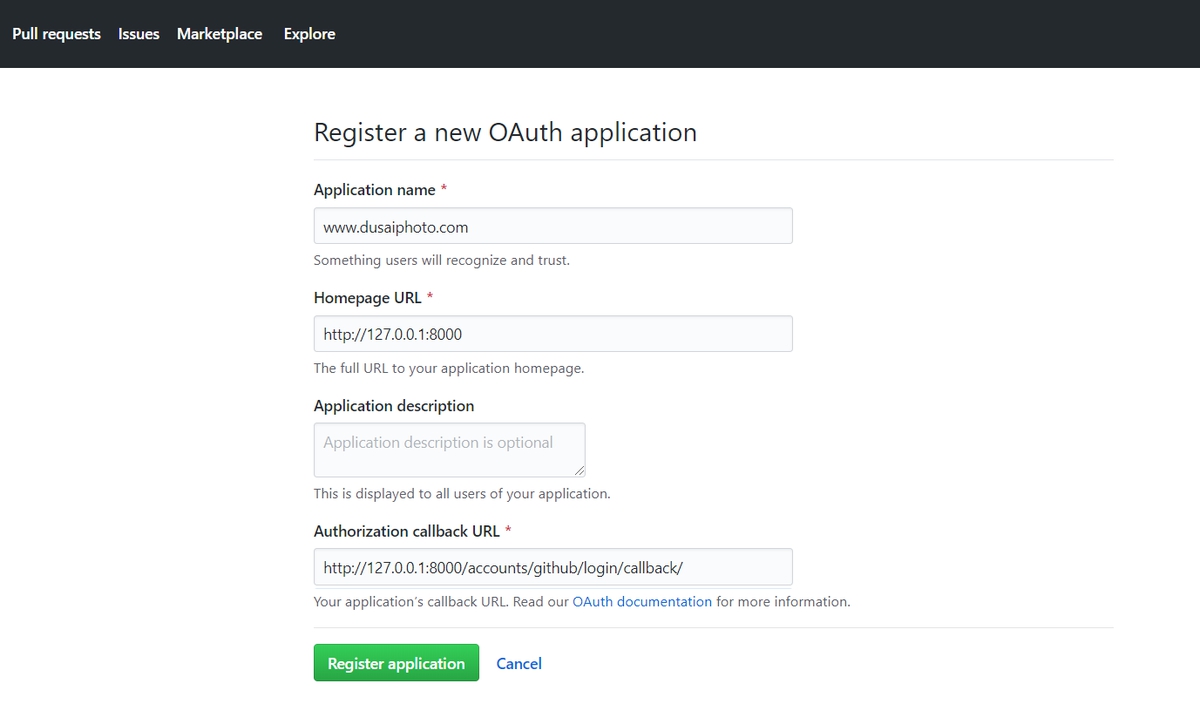 Pull requests Issues Marketplace Explore
Register a new OAuth application
Application name *
www.dusaiphoto.com
Something users will recognize and trust.
Homepage URL *
http://127.0.0.1:8000
The full URL to your application homepage.
Application description
Application description is optional
This is displayed to all users of your application.
Authorization callback URL *
http://127.0.0.1:8000/accounts/github/login/callback/
Your application's callback URL. Read our OAuth documentation for more information.
Register application Cancel